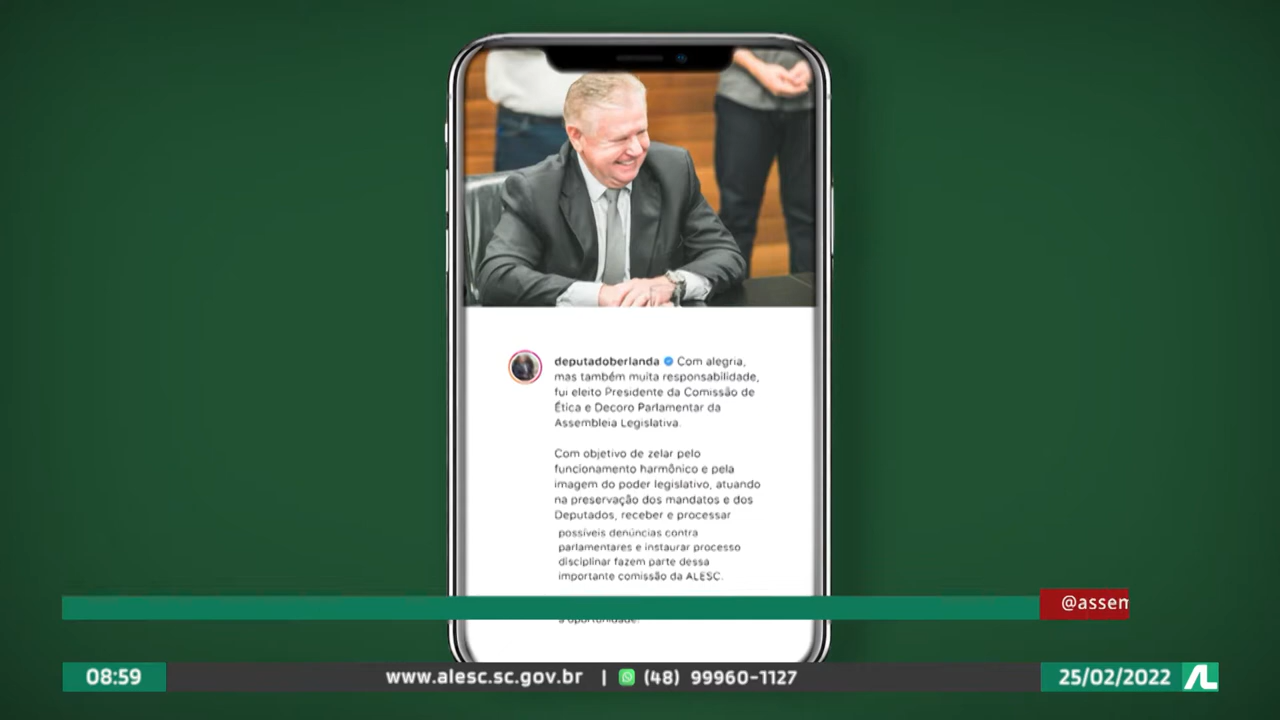 deputadoberlanda Com alegria,
mas também muita responsabilidade,
fui eleito Presidente da Comissão de
Ética e Decoro Parlamentar da
Assembleia Legislativa.
Com objetivo de zelar pelo
funcionamento harmônico e pela
imagem do poder legislativo, atuando
na preservação dos mandatos e dos
Deputados, receber e processar
possíveis denúncias contra
parlamentares e instaurar processo
disciplinar fazem parte dessa
importante comissão da ALESC.
@assem
a oportunidade.
08:59
www.alesc.sc.gov.br | (48) 99960-1127
25/02/2022 AL